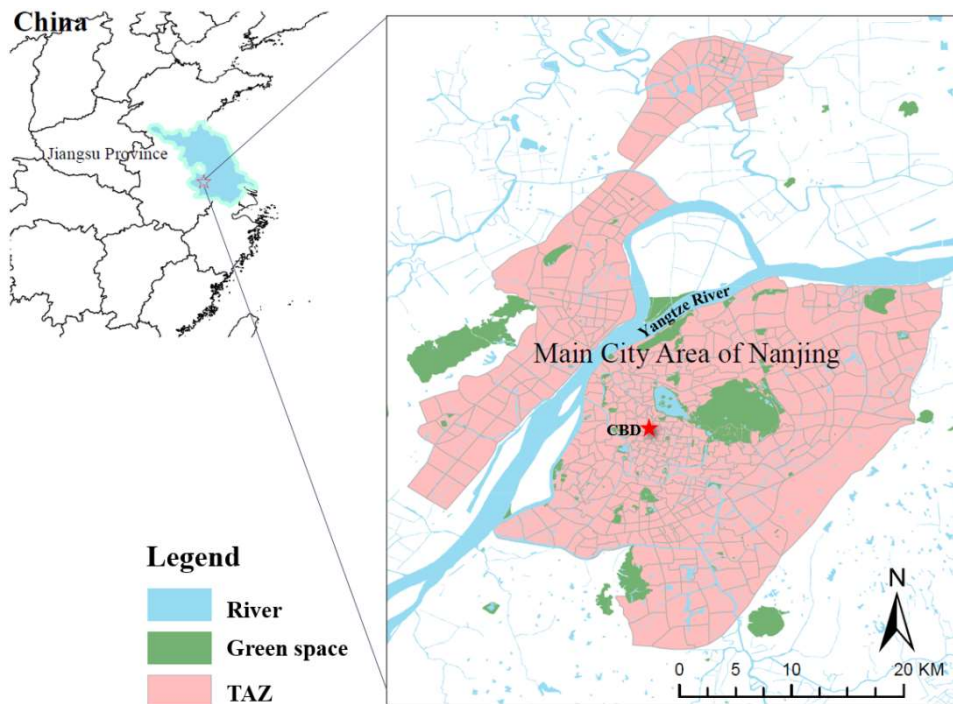 China
Jiangsu Province
Yangtze River
Main City Area of Nanjing
CBD
Legend
River
Green space
TAZ
N
0 5 10 20 KM